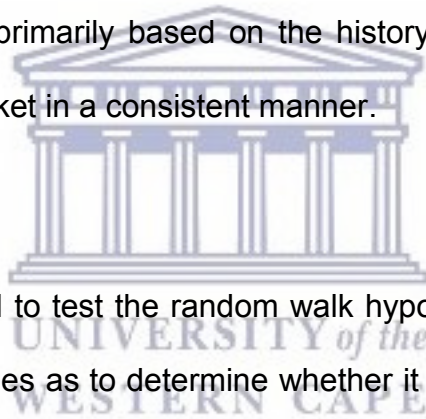 primarily based on the history
ket in a consistent manner.
to test the random walk hypo
UNIVERSITY of the
es as to determine whether it
WESTERN CAPE